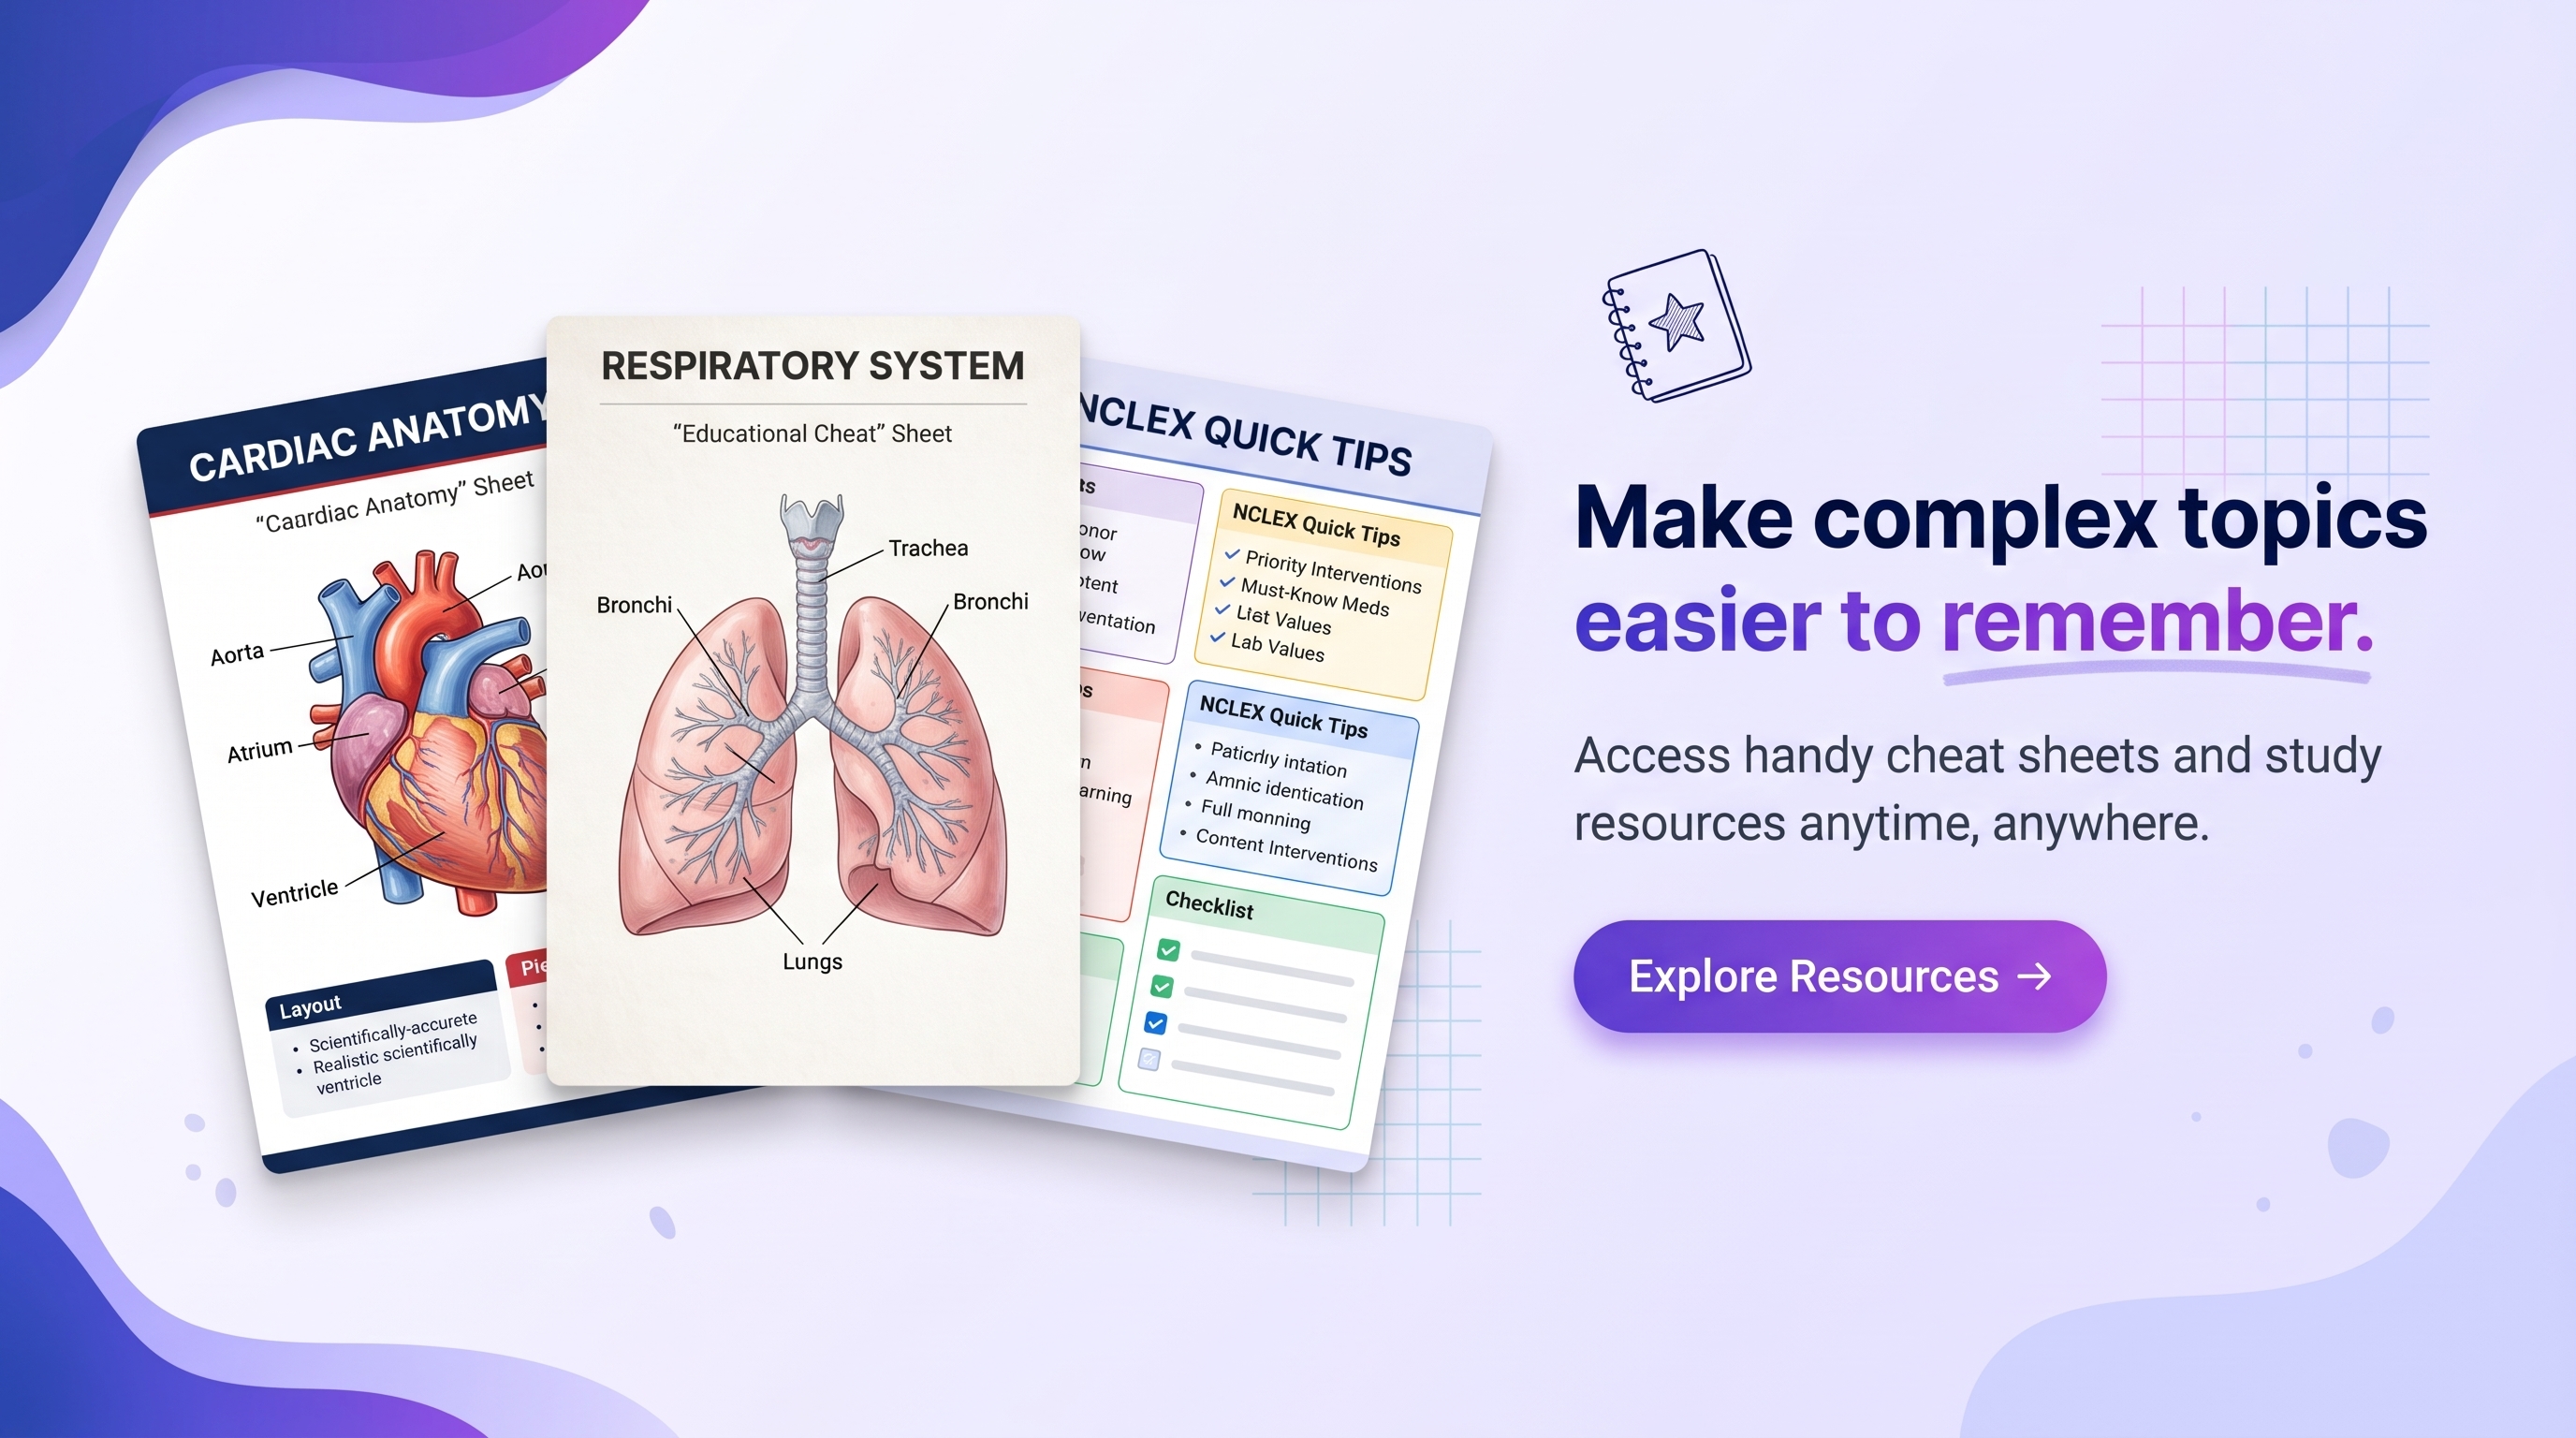 CARDIAC ANATOMY
“Caɑrdiac Anatomy” Sheet
Aorta
Atrium
Ventricle
Layout
• Scientifically-accurete
• Realistic scientifically
ventricle
RESPIRATORY SYSTEM
“Educational Cheat” Sheet
Trachea
Bronchi
Bronchi
Lungs
NCLEX QUICK TIPS
NCLEX Quick Tips
Priority Interventions
Must-Know Meds
Values
Lab Values
NCLEX Quick Tips
• intation
• Amnic identication
• Full monning
• Content Interventions
Checklist
Make complex topics
easier to remember.
Access handy cheat sheets and study
resources anytime, anywhere.
Explore Resources →